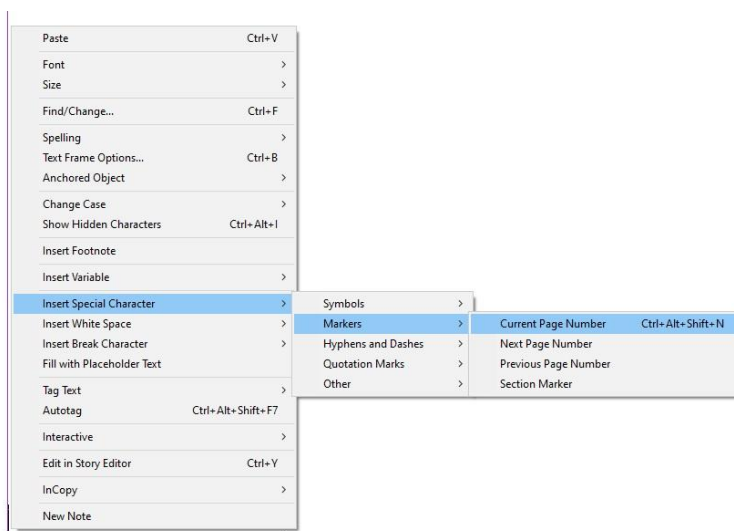 Paste Ctrl+V
Font >
Size >
Find/Change... Ctrl+F
Spelling >
Text Frame Options... Ctrl+B
Anchored Object >
Change Case >
Show Hidden Characters Ctrl+Alt+I
Insert Footnote
Insert Variable >
Insert Special Character >
Insert White Space >
Insert Break Character >
Fill with Placeholder Text
Tag Text >
Autotag Ctrl+Alt+Shift+F7
Interactive >
Edit in Story Editor Ctrl+Y
InCopy >
New Note
Symbols >
Markers >
Hyphens and Dashes >
Quotation Marks >
Other >
Current Page Number Ctrl+Alt+Shift+N
Next Page Number
Previous Page Number
Section Marker